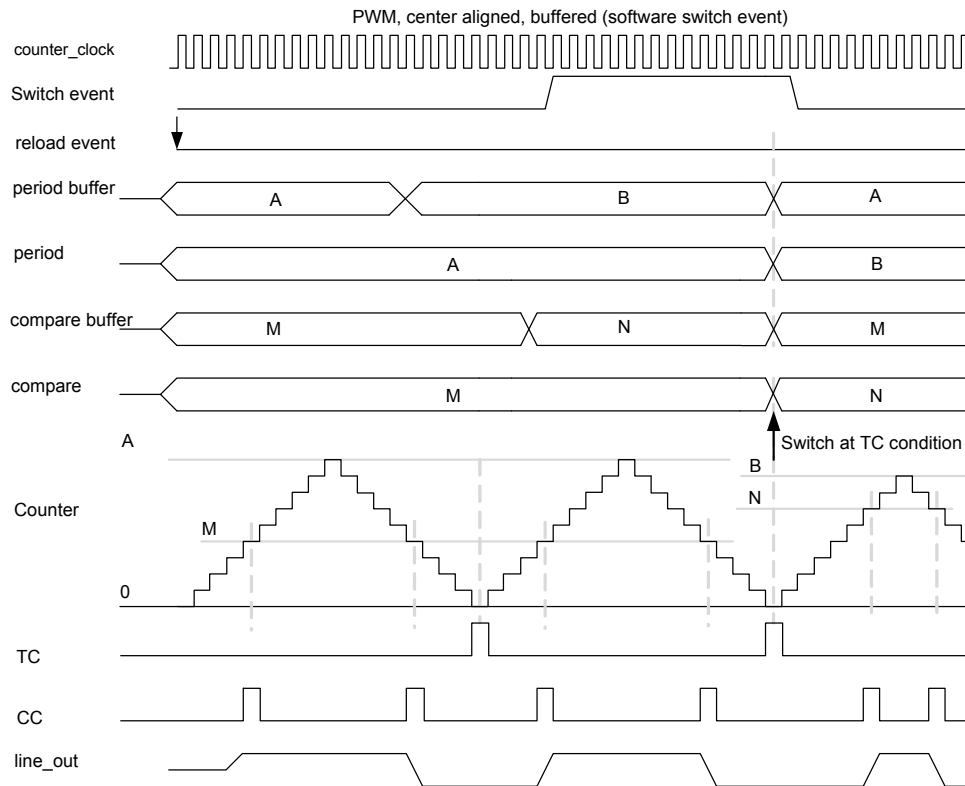 PWM, center aligned, buffered (software switch event)
counter_clock
Switch event
reload event
period buffer
A
B
A
period
A
B
compare buffer
M
N
M
compare
M
N
A
Switch at TC condition
B
Counter
N
M
0
TC
CC
line_out